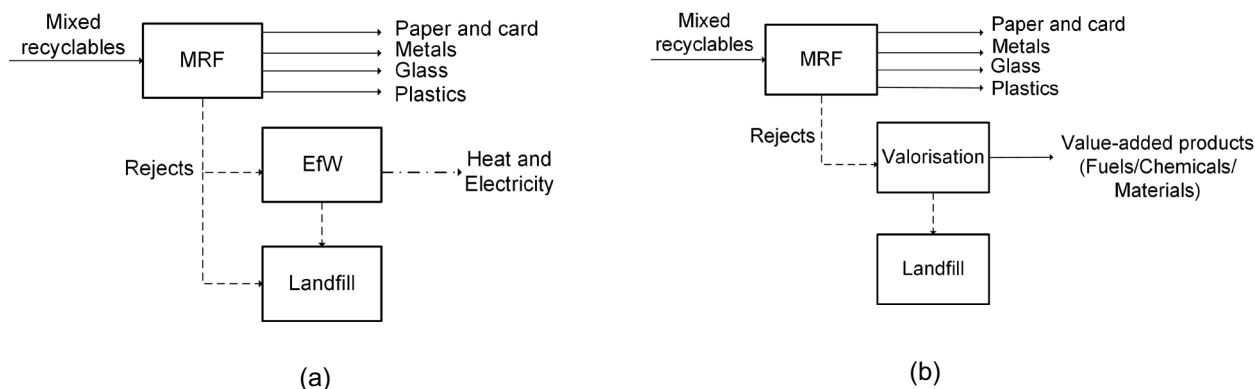 Mixed
recyclables
MRF
Paper and card
Metals
Glass
Plastics
Rejects
EfW
Heat and
Electricity
Landfill
(a)
Mixed
recyclables
MRF
Paper and card
Metals
Glass
Plastics
Rejects
Valorisation
Value-added products
(Fuels/Chemicals/
Materials)
Landfill
(b)